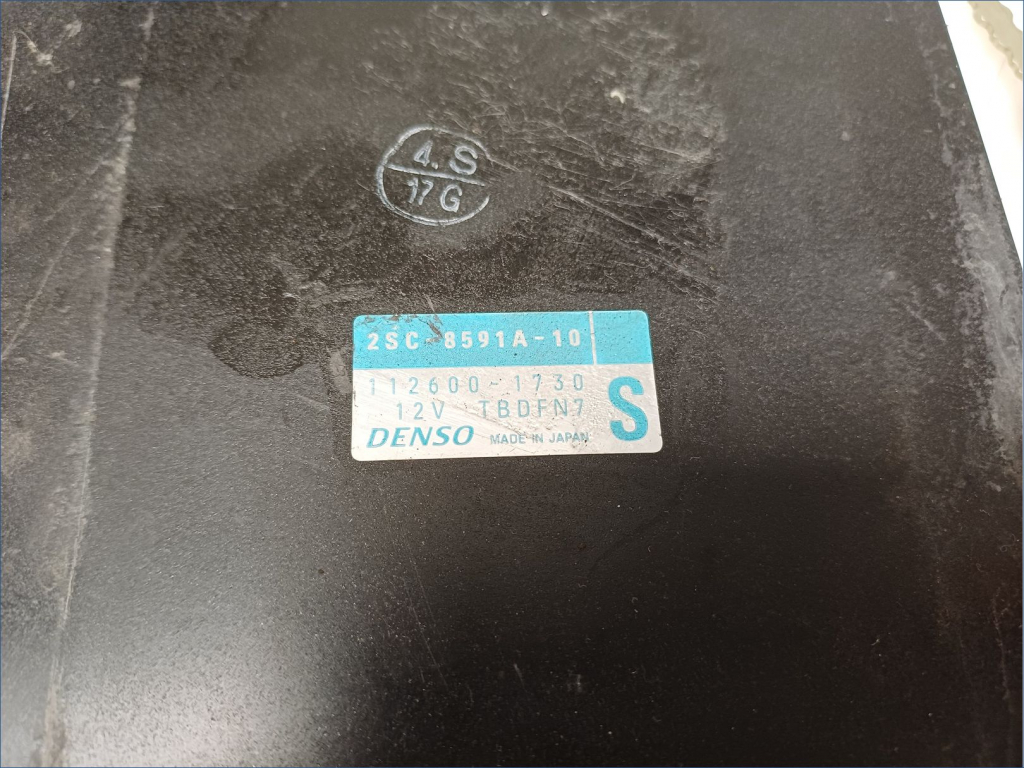 4.S
17G
2SC-8591A-10
112600-1730
12V TBDFN7
S
DENSO MADE IN JAPAN